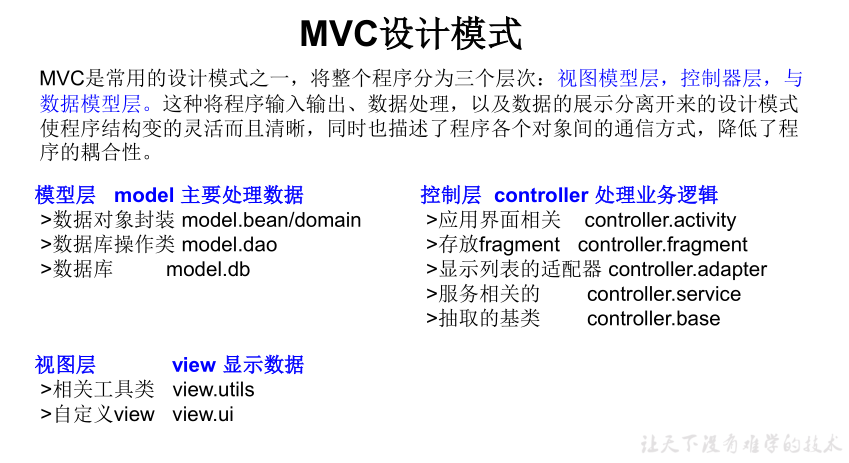 MVC设计模式
MVC是常用的设计模式之一，将整个程序分为三个层次：视图模型层，控制器层，与
数据模型层。这种将程序输入输出、数据处理，以及数据的展示分离开来的设计模式
使程序结构变的灵活而且清晰，同时也描述了程序各个对象间的通信方式，降低了程
序的耦合性。
模型层 model 主要处理数据
>数据对象封装 model.bean/domain
>数据库操作类 model.dao
>数据库 model.db
控制层 controller 处理业务逻辑
>应用界面相关 controller.activity
>存放fragment controller.fragment
>显示列表的适配器 controller.adapter
>服务相关的 controller.service
>抽取的基类 controller.base
视图层 view 显示数据
>相关工具类 view.utils
>自定义view view.ui
让天下没有难学的技术